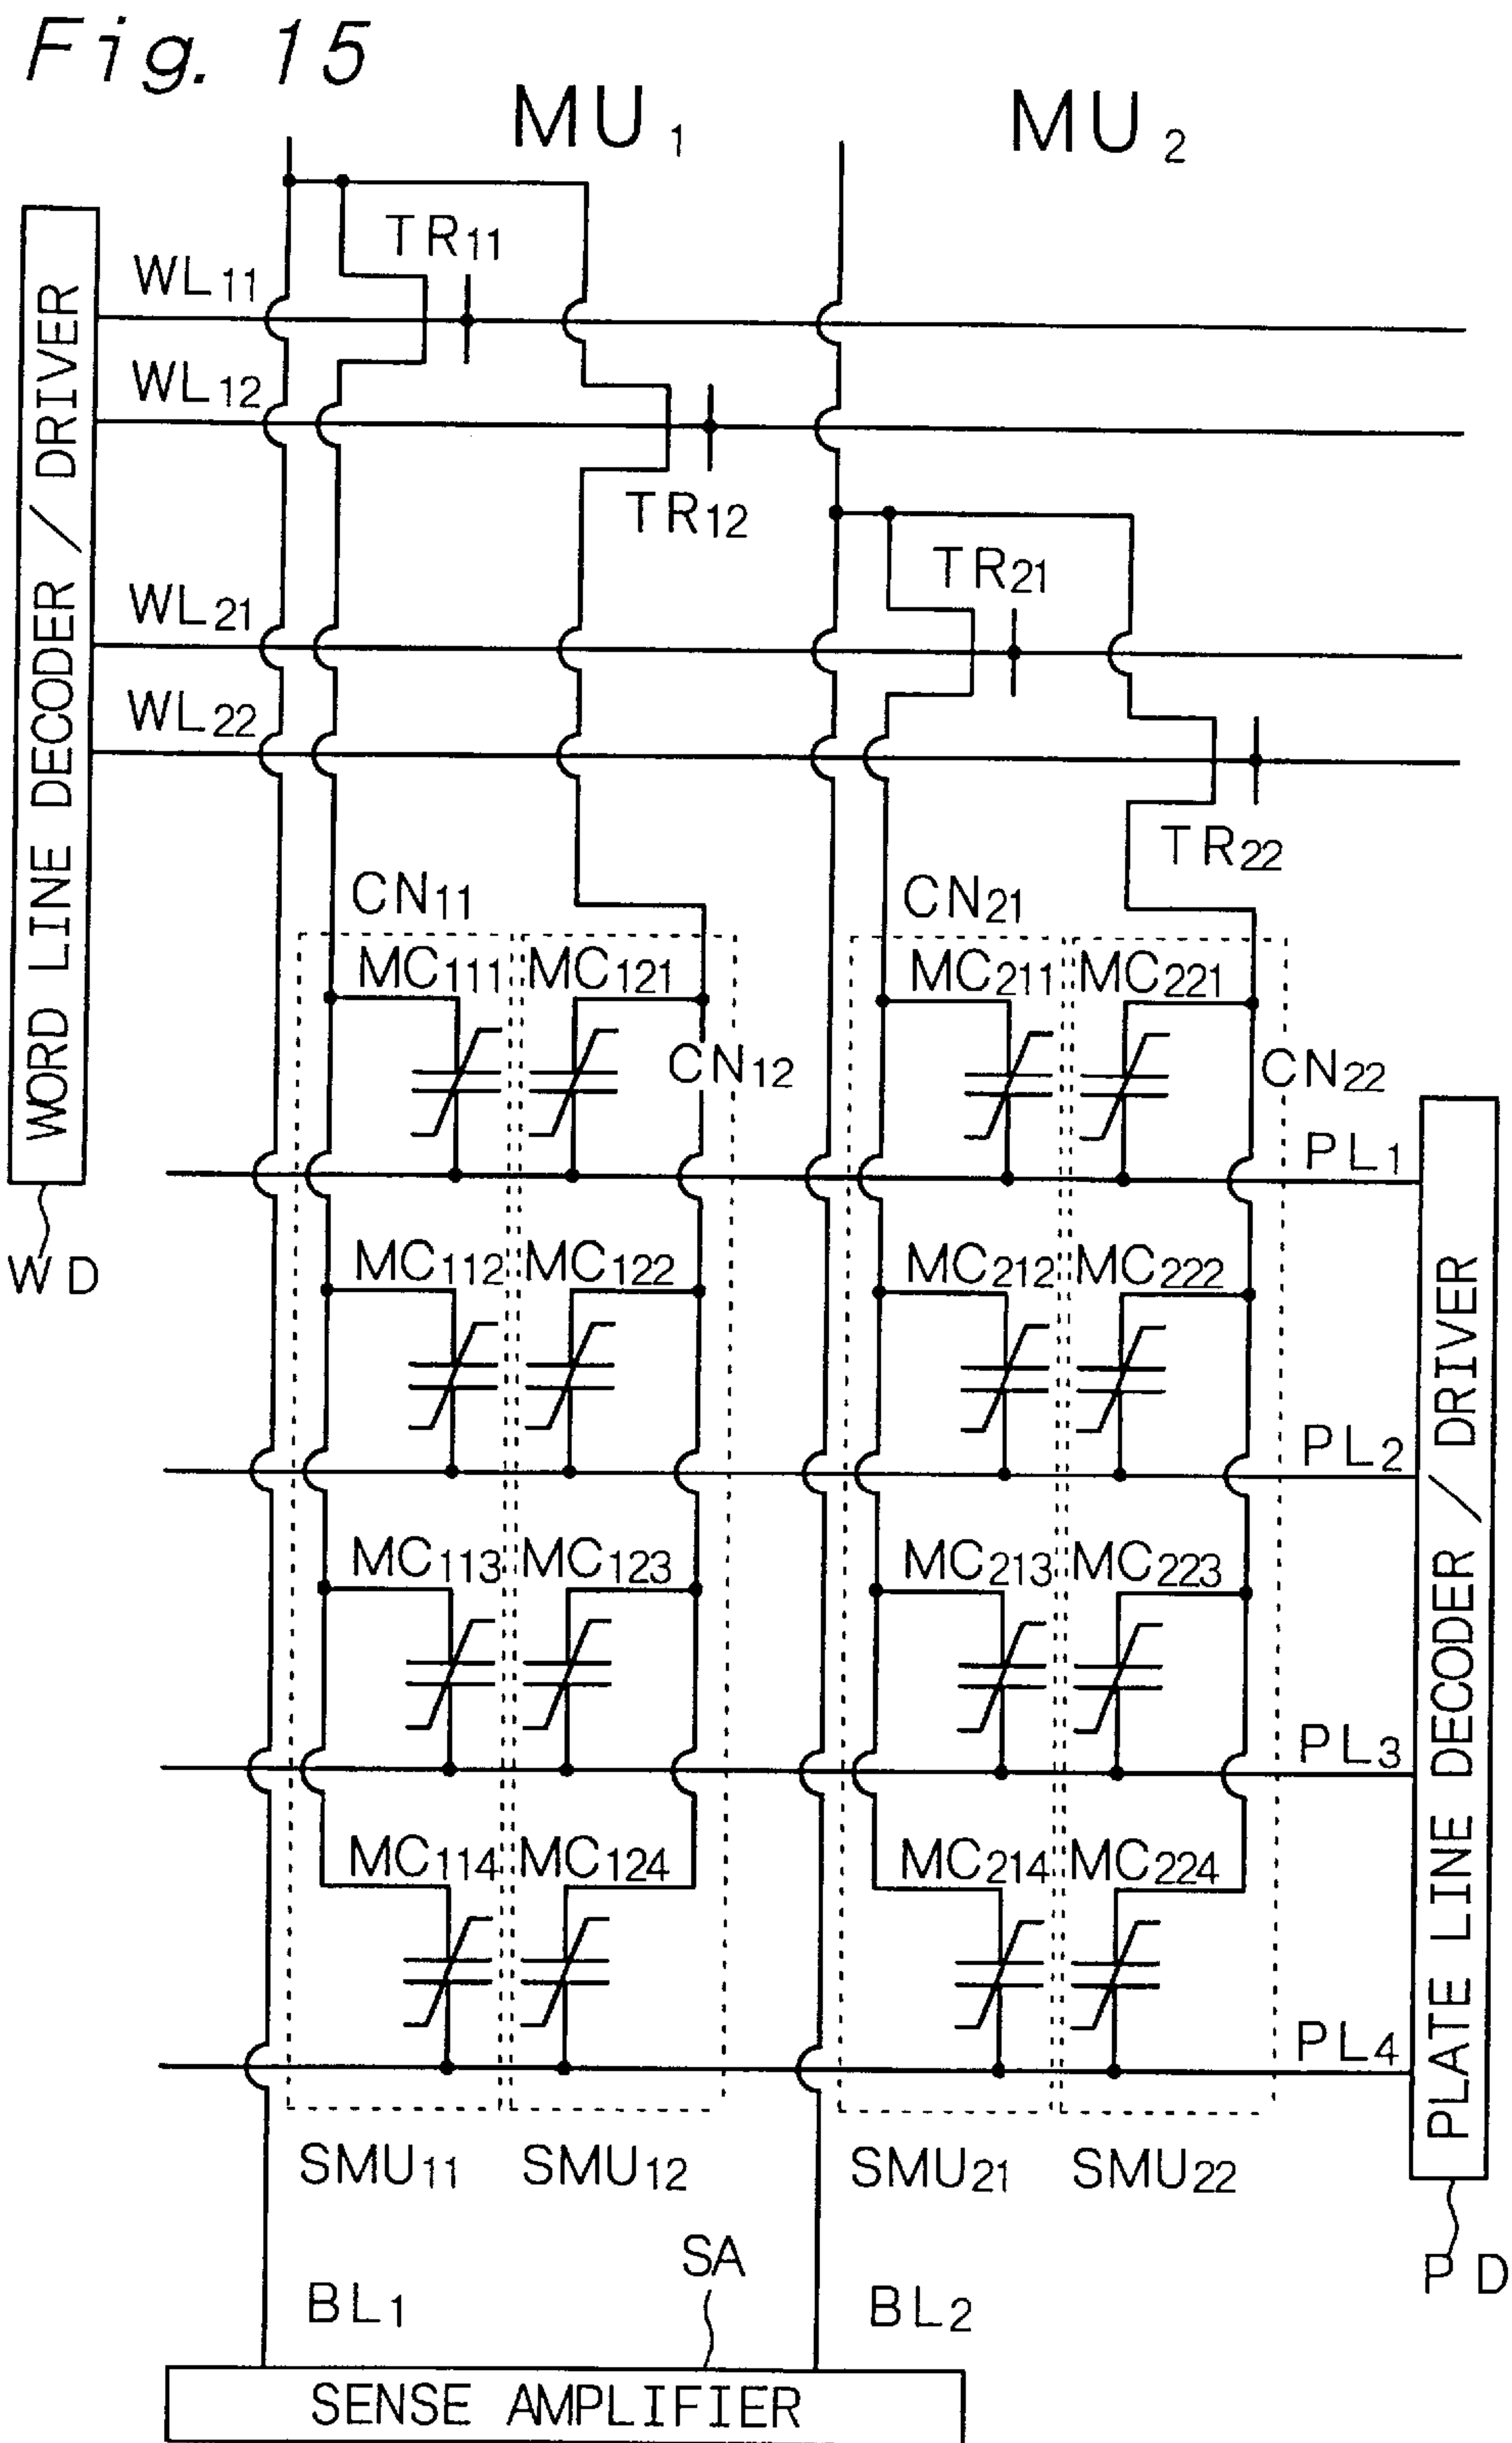 Fig. 15
MU1 MU2
WORD LINE DECODER / DRIVER
TR11
WL11
WL12
TR12
TR21
WL21
WL22
TR22
CN11 CN21
MC111 MC121 MC211 MC221
CN12 CN22
PL1
WD
MC112 MC122 MC212 MC222
PL2
MC113 MC123 MC213 MC223
PL3
MC114 MC124 MC214 MC224
PL4
PLATE LINE DECODER / DRIVER
SMU11 SMU12 SMU21 SMU22
SA
PD
BL1 BL2
SENSE AMPLIFIER